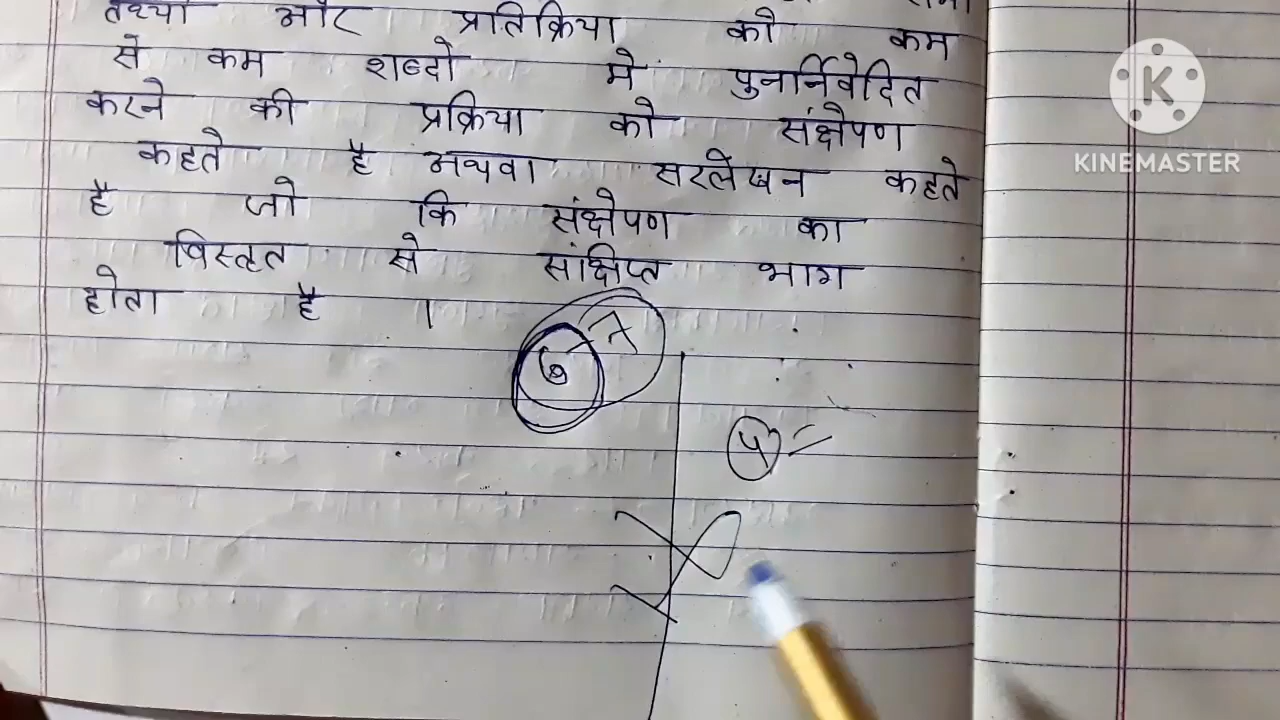 तथ्यो और प्रतिक्रिया को कम
से कम शब्दो मे पुनर्निवेदित
करने की प्रक्रिया को संक्षेपण
कहते है अथवा सरलेखन कहते
है जो कि संक्षेपण का
विस्तृत से संक्षिप्त भाग
होता है ।
K
KINEMASTER